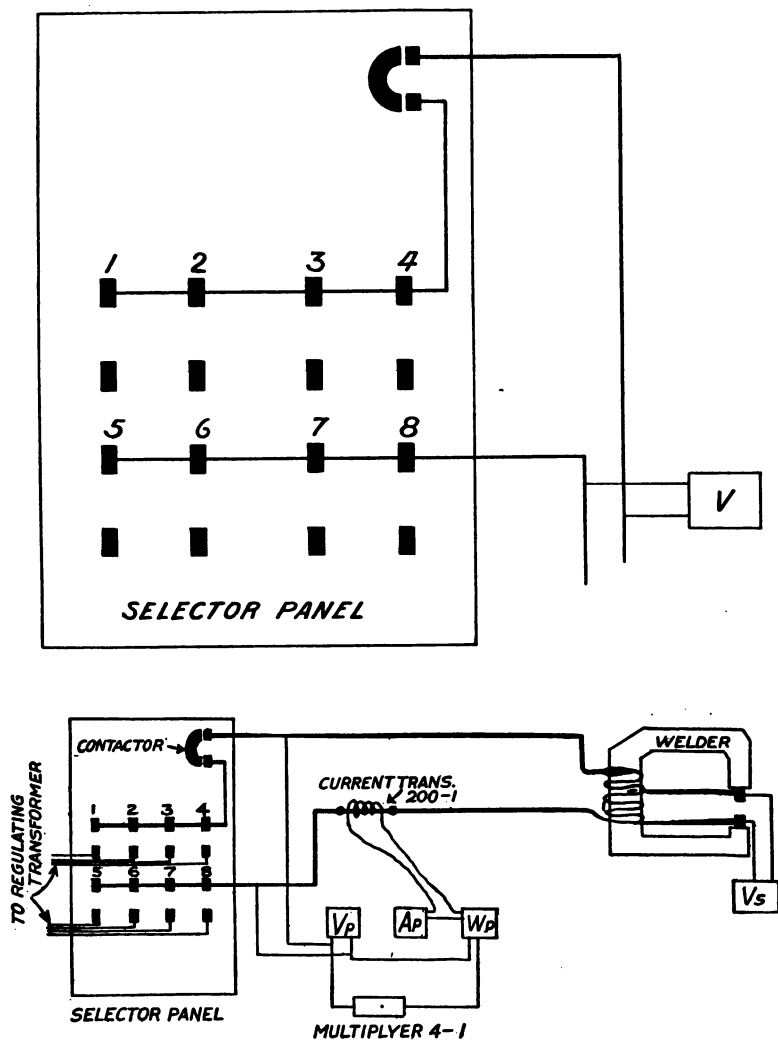 1 2 3 4
5 6 7 8
V
SELECTOR PANEL
CONTACTOR
WELDER
CURRENT TRANS.
200-1
TO REGULATING
TRANSFORMER
1 2 3 4
5 6 7 8
Vs
Vp Ap Wp
SELECTOR PANEL
MULTIPLYER 4-1